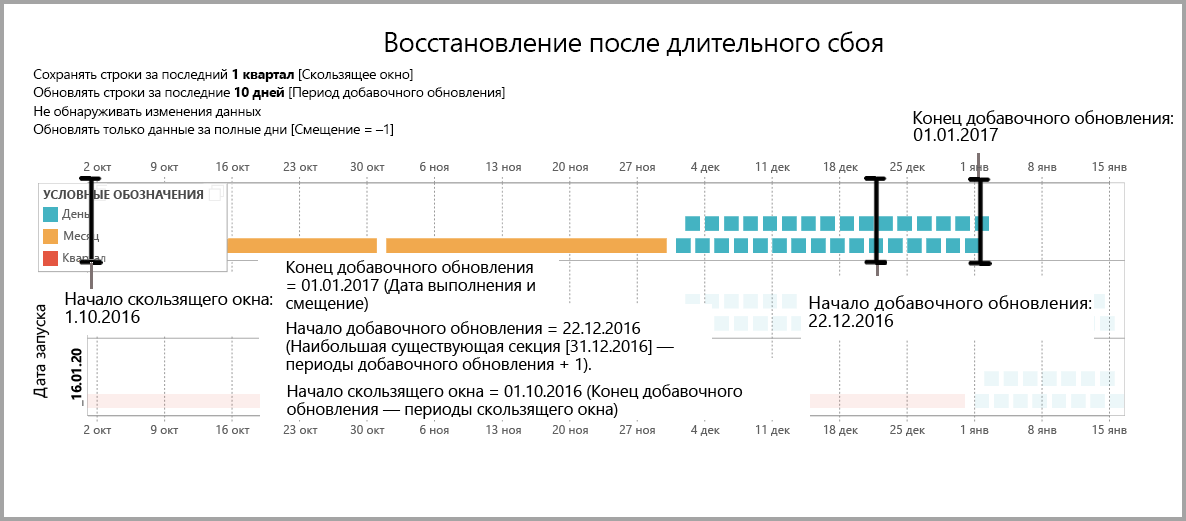 Восстановление после длительного сбоя
Сохранять строки за последний 1 квартал [Скользящее окно]
Обновлять строки за последние 10 дней [Период добавочного обновления]
Не обнаруживать изменения данных
Обновлять только данные за полные дни [Смещение = –1]
Конец добавочного обновления:
01.01.2017
2 окт 9 окт 16 окт 23 окт 30 окт 6 ноя 13 ноя 20 ноя 27 ноя 4 дек 11 дек 18 дек 25 дек 1 янв 8 янв 15 янв
УСЛОВНЫЕ ОБОЗНАЧЕНИЯ
День
Месяц
Квартал
Начало скользящего окна:
1.10.2016
Конец добавочного обновления
= 01.01.2017 (Дата выполнения и
смещение)
Начало добавочного обновления:
22.12.2016
Начало добавочного обновления = 22.12.2016
(Наибольшая существующая секция [31.12.2016] —
периоды добавочного обновления + 1).
Начало скользящего окна = 01.10.2016 (Конец добавочного
обновления — периоды скользящего окна)
Дата запуска
16.01.20
2 окт 9 окт 16 окт 23 окт 30 окт 6 ноя 13 ноя 20 ноя 27 ноя 4 дек 11 дек 18 дек 25 дек 1 янв 8 янв 15 янв